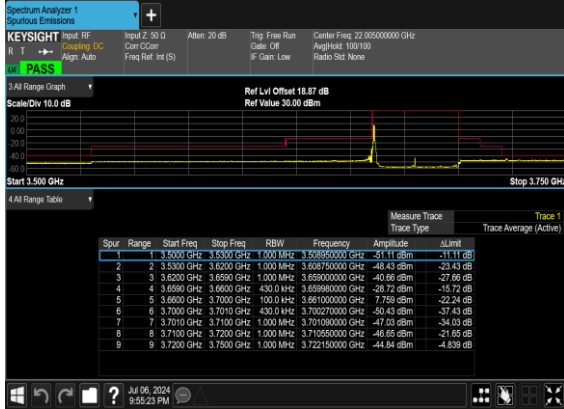 Spectrum Analyzer 1
Spurious Emissions
+
KEYSIGHT Input: RF Input Z: 50 Ω Atten: 20 dB Trig: Free Run Center Freq: 22.005000000 GHz
R T Coupling: DC Corr CCorr Gate: Off Avg|Hold: 100/100
Align: Auto Freq Ref: Int (S) IF Gain: Low Radio Std: None
PASS
3 All Range Graph Ref Lvl Offset 18.87 dB
Scale/Div 10.0 dB Ref Value 30.00 dBm
20.0
0.00
-20.0
-40.0
-60.0
Start 3.500 GHz Stop 3.750 GHz
4 All Range Table
Measure Trace Trace 1
Trace Type Trace Average (Active)
Spur Range Start Freq Stop Freq RBW Frequency Amplitude ΔLimit
1 1 3.5000 GHz 3.5300 GHz 1.000 MHz 3.508950000 GHz -51.11 dBm -11.11 dB
2 2 3.5300 GHz 3.6200 GHz 1.000 MHz 3.608750000 GHz -48.43 dBm -23.43 dB
3 3 3.6200 GHz 3.6590 GHz 1.000 MHz 3.659000000 GHz -40.66 dBm -27.66 dB
4 4 3.6590 GHz 3.6600 GHz 430.0 kHz 3.659980000 GHz -28.72 dBm -15.72 dB
5 5 3.6600 GHz 3.7000 GHz 100.0 kHz 3.661000000 GHz 7.759 dBm -22.24 dB
6 6 3.7000 GHz 3.7010 GHz 430.0 kHz 3.700270000 GHz -50.43 dBm -37.43 dB
7 7 3.7010 GHz 3.7100 GHz 1.000 MHz 3.701090000 GHz -47.03 dBm -34.03 dB
8 8 3.7100 GHz 3.7200 GHz 1.000 MHz 3.710550000 GHz -46.65 dBm -21.65 dB
9 9 3.7200 GHz 3.7500 GHz 1.000 MHz 3.722150000 GHz -44.84 dBm -4.839 dB
? Jul 06, 2024
9:55:23 PM